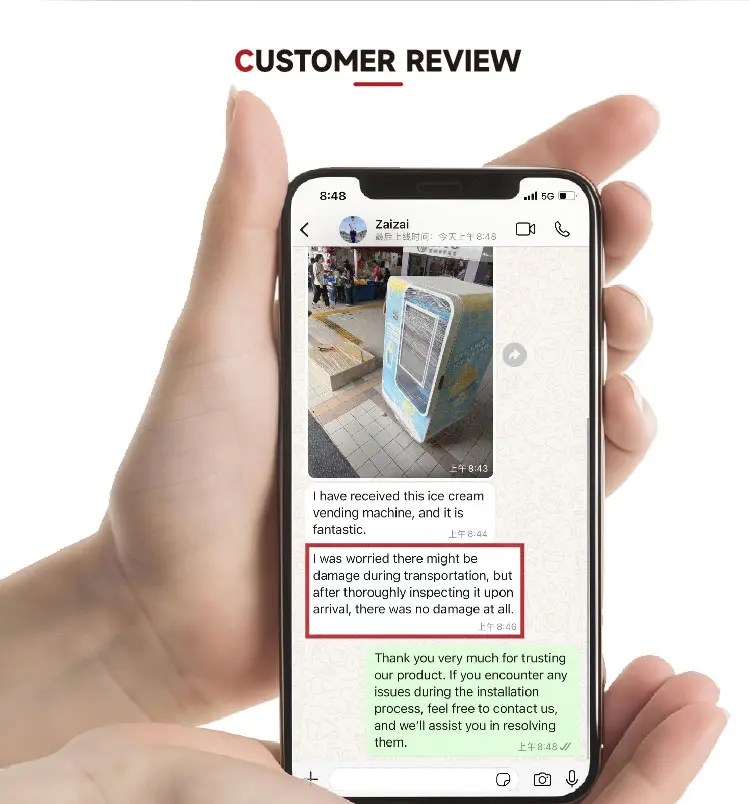 CUSTOMER REVIEW
8:48
5G
Zaizai
最后上线时间：今天上午8:48
上午 8:43
I have received this ice cream
vending machine, and it is
fantastic.
上午 8:44
I was worried there might be
damage during transportation, but
after thoroughly inspecting it upon
arrival, there was no damage at all.
上午 8:46
Thank you very much for trusting
our product. If you encounter any
issues during the installation
process, feel free to contact us,
and we'll assist you in resolving
them.
上午 8:48